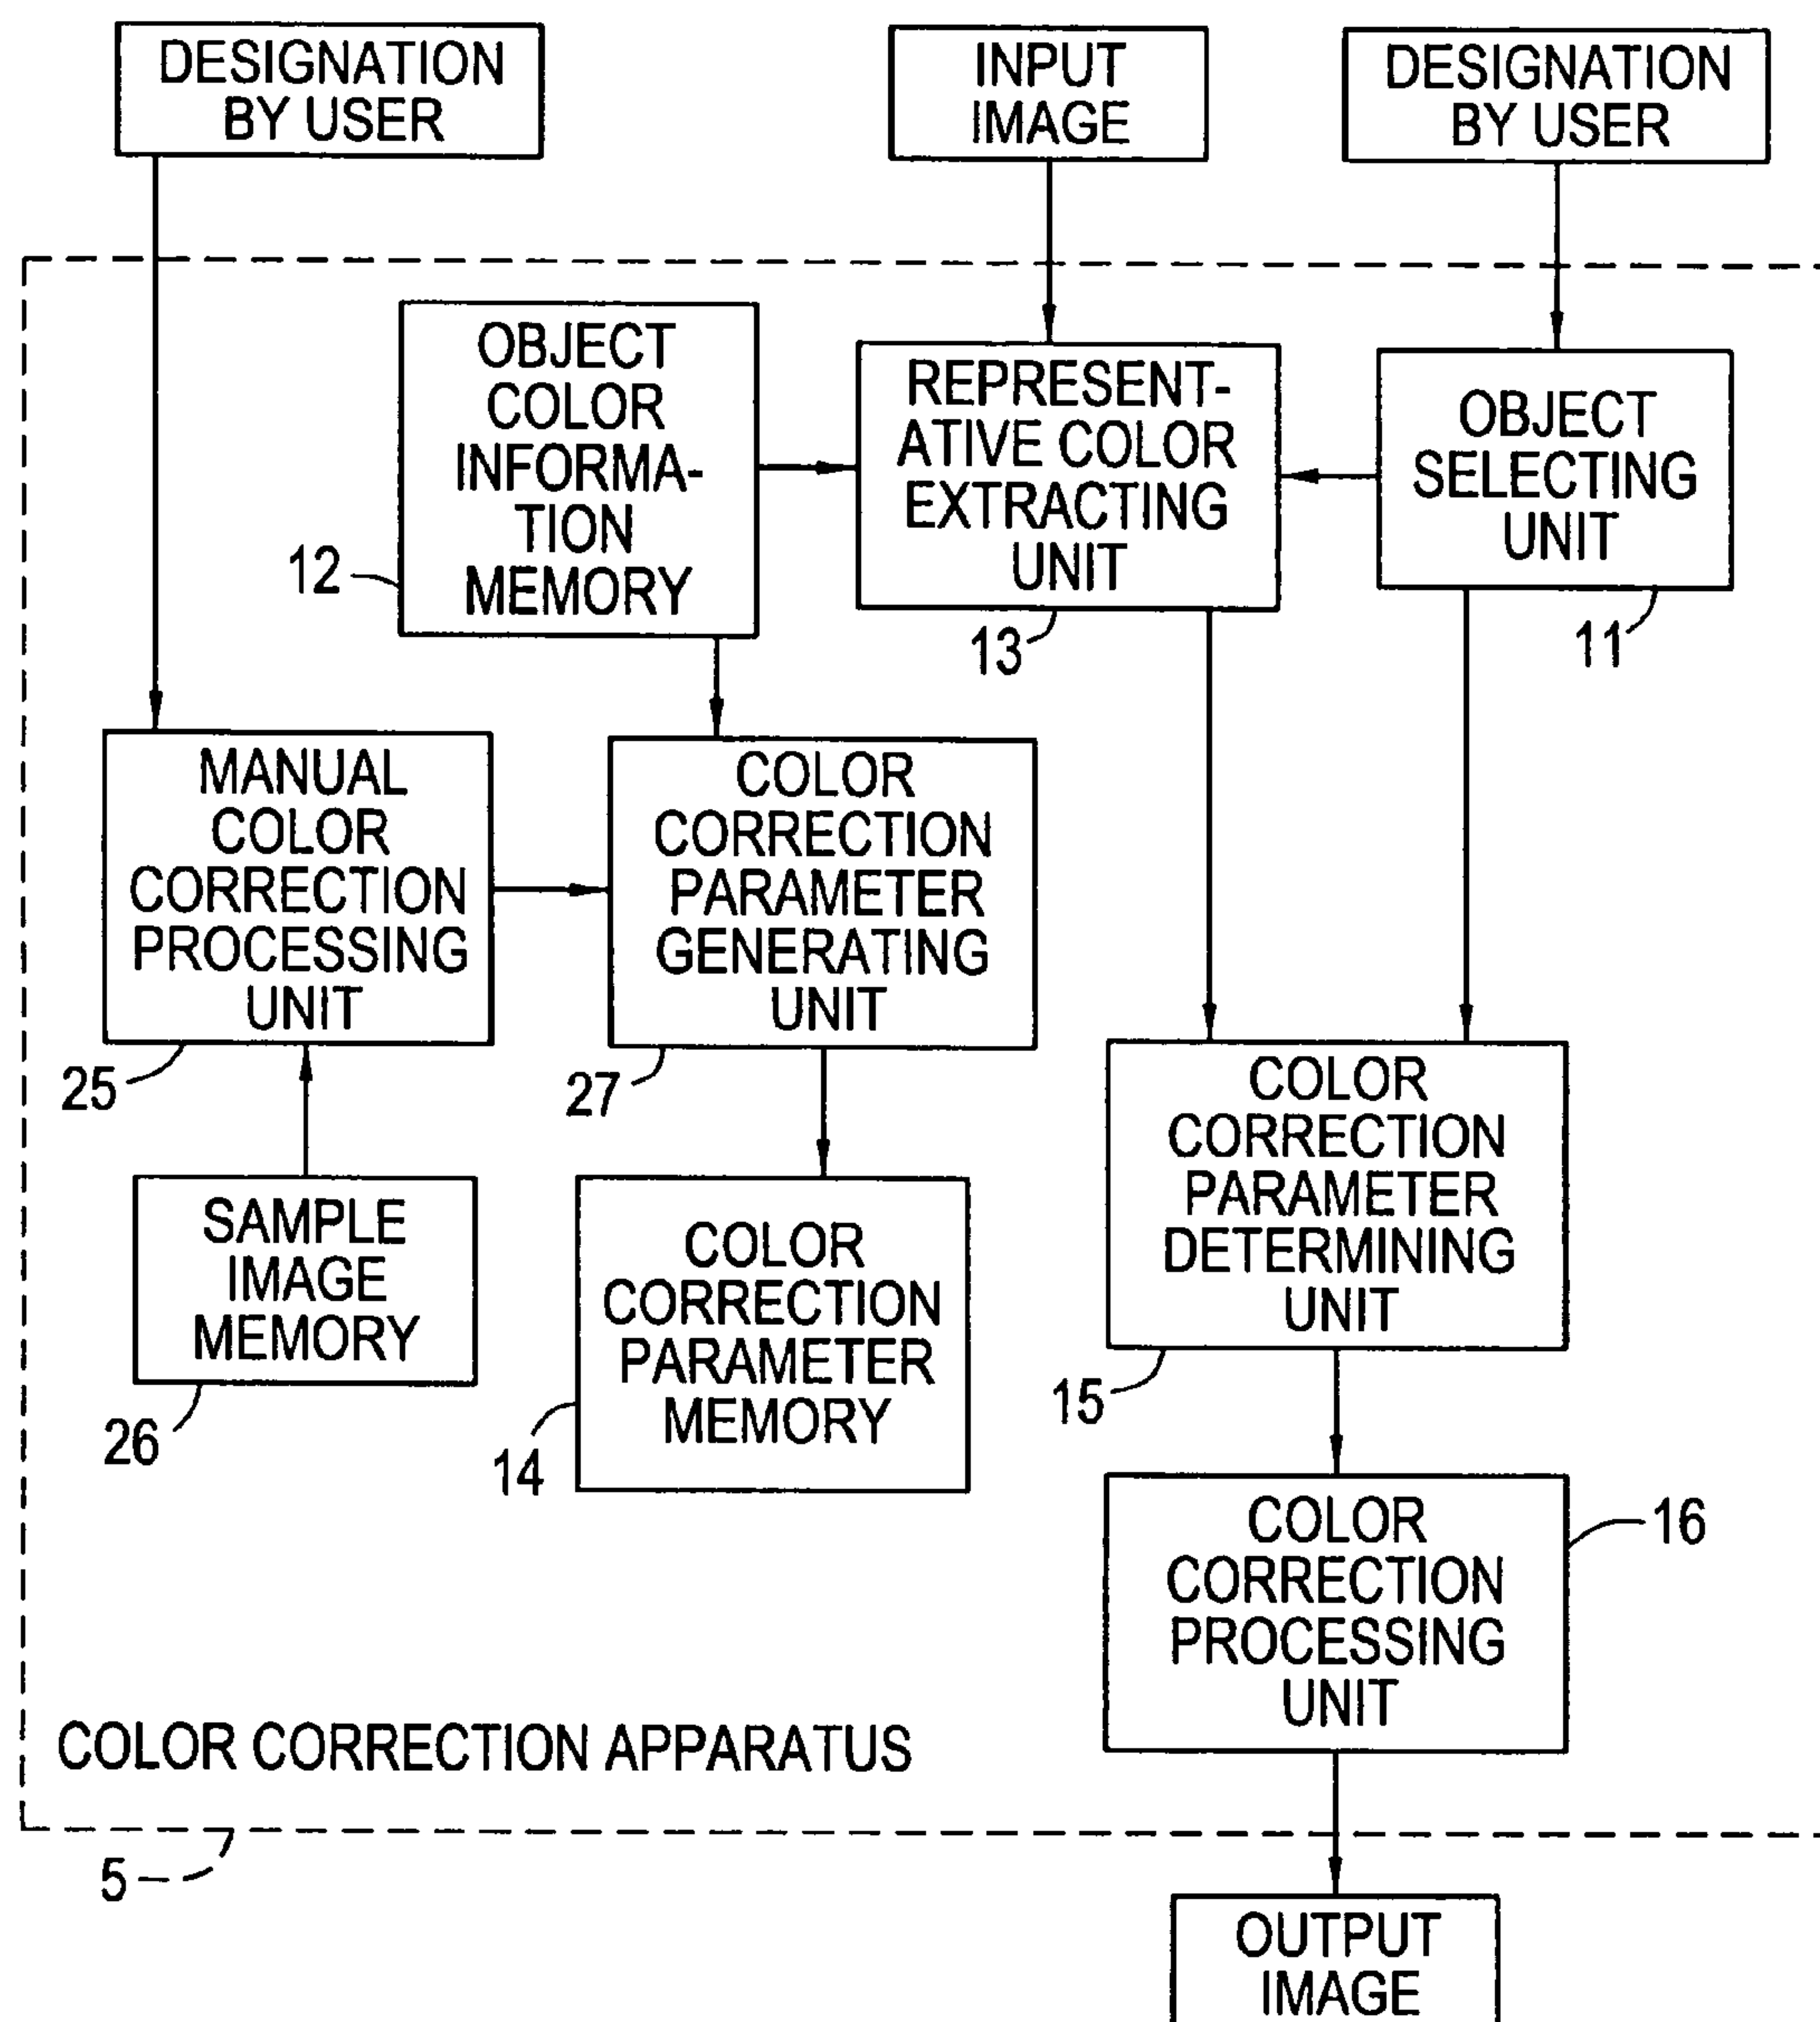 DESIGNATION
BY USER
INPUT
IMAGE
DESIGNATION
BY USER
OBJECT
COLOR
INFORMA-
TION
MEMORY
12
REPRESENT-
ATIVE COLOR
EXTRACTING
UNIT
13
OBJECT
SELECTING
UNIT
11
MANUAL
COLOR
CORRECTION
PROCESSING
UNIT
25
COLOR
CORRECTION
PARAMETER
GENERATING
UNIT
27
COLOR
CORRECTION
PARAMETER
DETERMINING
UNIT
15
SAMPLE
IMAGE
MEMORY
26
COLOR
CORRECTION
PARAMETER
MEMORY
14
COLOR
CORRECTION
PROCESSING
UNIT
16
COLOR CORRECTION APPARATUS
5
OUTPUT
IMAGE